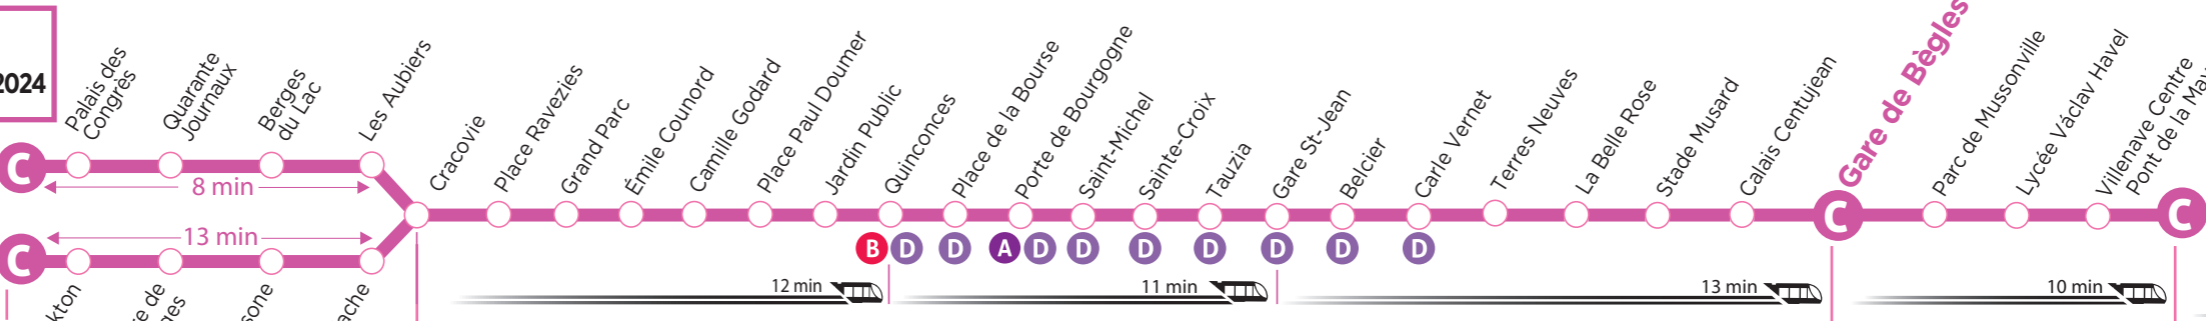 2024
Palais des
Congrès
Quarante
Journaux
Berges
du Lac
Les Aubiers
Cracovie
Place Ravezies
Grand Parc
Émile Counord
Camille Godard
Place Paul Doumer
Jardin Public
Quinconces
Place de la Bourse
Porte de Bourgogne
Saint-Michel
Sainte-Croix
Tauzia
Gare St-Jean
Belcier
Carle Vernet
Terres Neuves
La Belle Rose
Stade Musard
Calais Centujean
Gare de Bègles
Parc de Mussonville
Lycée Václav Havel
Villenave Centre
Pont de la
C
8 min
C
C
13 min
C
B D D A D D D D D D D
12 min
11 min
13 min
10 min